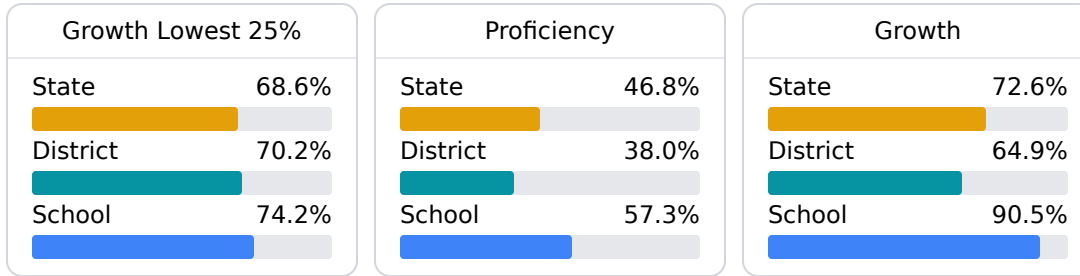 Growth Lowest 25%
State 68.6%
District 70.2%
School 74.2%
Proficiency
State 46.8%
District 38.0%
School 57.3%
Growth
State 72.6%
District 64.9%
School 90.5%